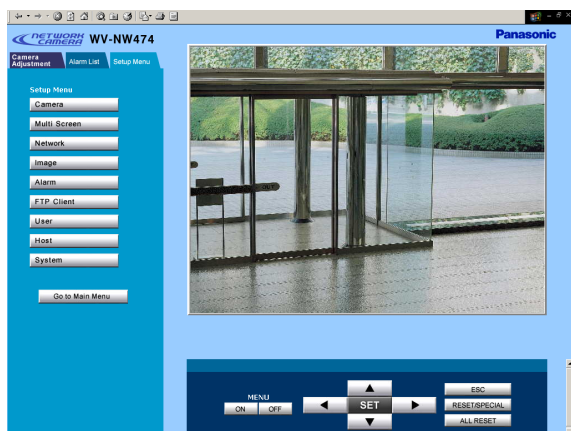 NETWORK CAMERA WV-NW474
Panasonic
Camera Adjustment
Alarm List
Setup Menu
Setup Menu
Camera
Multi Screen
Network
Image
Alarm
FTP Client
User
Host
System
Go to Main Menu
OUT
MENU
ON OFF
SET
ESC
RESET/SPECIAL
ALL RESET